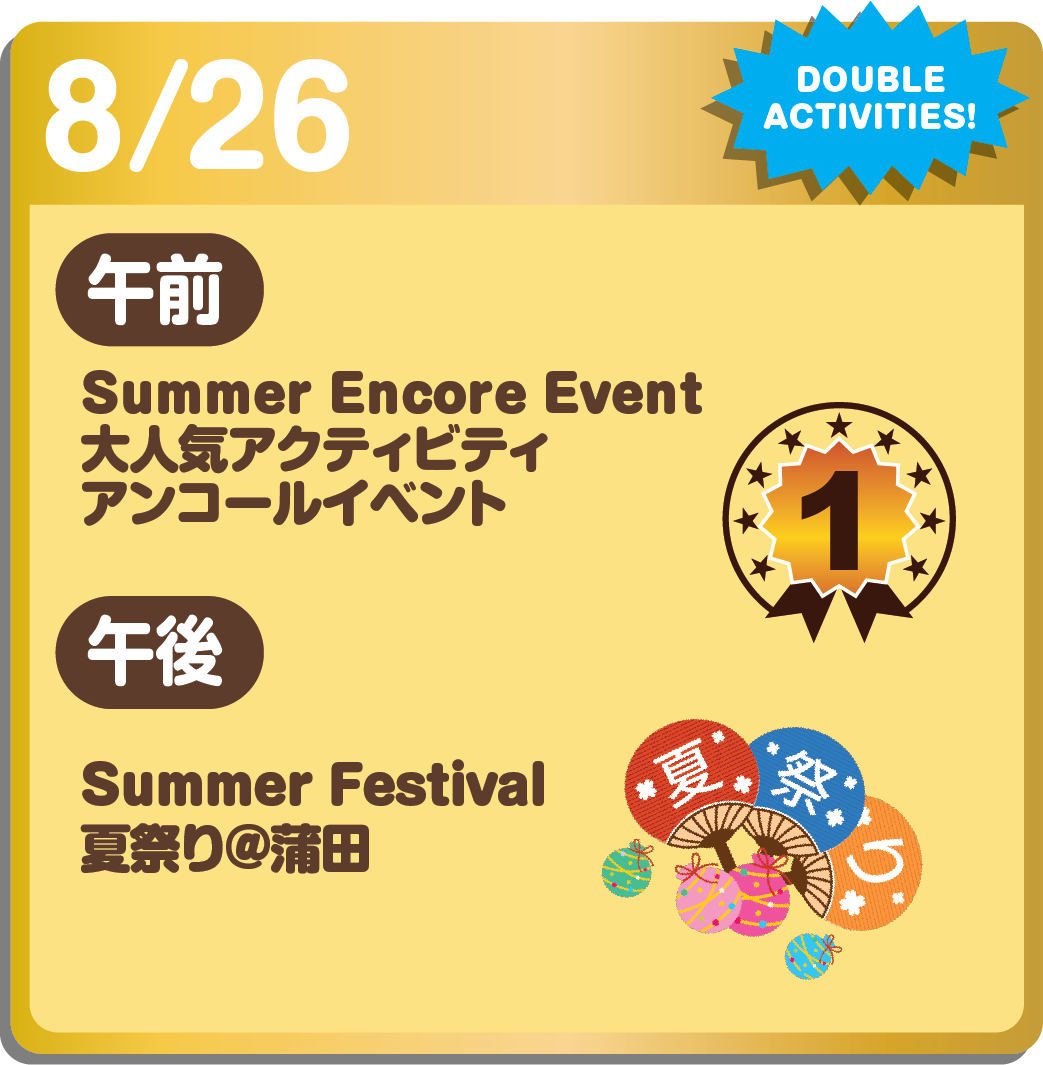 8/26
DOUBLE
ACTIVITIES!
午前
Summer Encore Event
大人気アクティビティ
アンコールイベント
1
午後
Summer Festival
夏祭り@蒲田
夏
祭
り